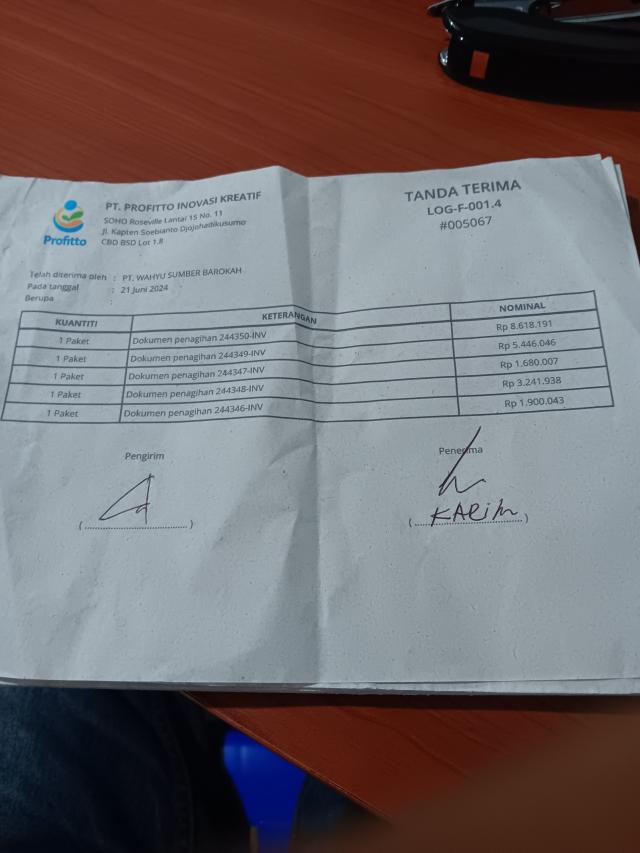 PT. PROFITTO INOVASI KREATIF
SOHO Roseville Lantai 15 No. 11
Jl. Kapten Soebianto Djojohadikusumo
CBD BSD Lot 1.8
Profitto
TANDA TERIMA
LOG-F-001.4
#005067
Telah diterima oleh : PT. WAHYU SUMBER BAROKAH
Pada tanggal : 21 Juni 2024
Berupa :
KUANTITI KETERANGAN NOMINAL
1 Paket Dokumen penagihan 244350-INV Rp 8.618.191
1 Paket Dokumen penagihan 244349-INV Rp 5.446.046
1 Paket Dokumen penagihan 244347-INV Rp 1.680.007
1 Paket Dokumen penagihan 244348-INV Rp 3.241.938
1 Paket Dokumen penagihan 244346-INV Rp 1.900.043
Pengirim Penerima
(..............................) (KARim)